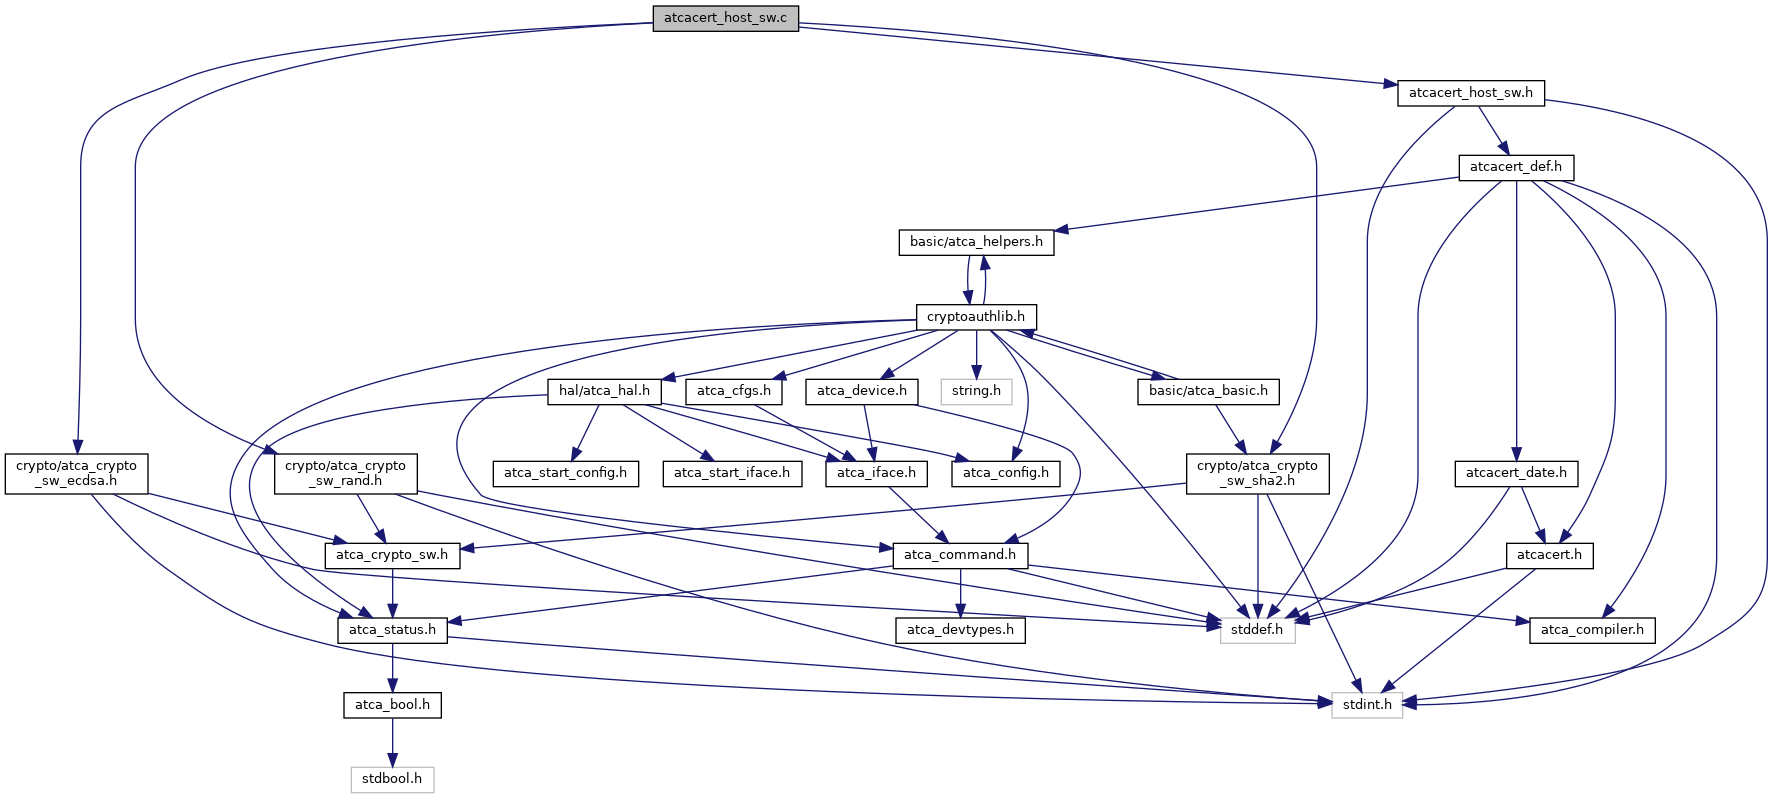 atcacert_host_sw.c
atcacert_host_sw.h
atcacert_def.h
basic/atca_helpers.h
cryptoauthlib.h
hal/atca_hal.h
atca_cfgs.h
atca_device.h
string.h
basic/atca_basic.h
crypto/atca_crypto
_sw_ecdsa.h
crypto/atca_crypto
_sw_rand.h
atca_start_config.h
atca_start_iface.h
atca_iface.h
atca_config.h
crypto/atca_crypto
_sw_sha2.h
atcacert_date.h
atca_crypto_sw.h
atca_command.h
atcacert.h
atca_status.h
atca_devtypes.h
stddef.h
atca_compiler.h
atca_bool.h
stdint.h
stdbool.h